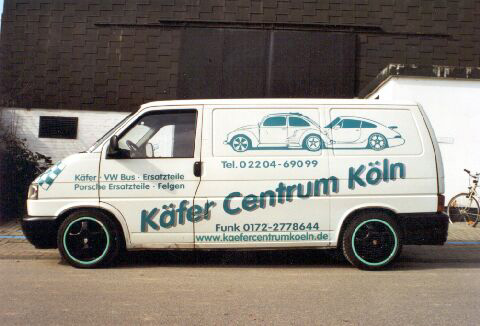 Tel. 02204-69099
Käfer · VW Bus · Ersatzteile
Porsche Ersatzteile · Felgen
Käfer Centrum Köln
Funk 0172-2778644
www.kaefercentrumkoeln.de